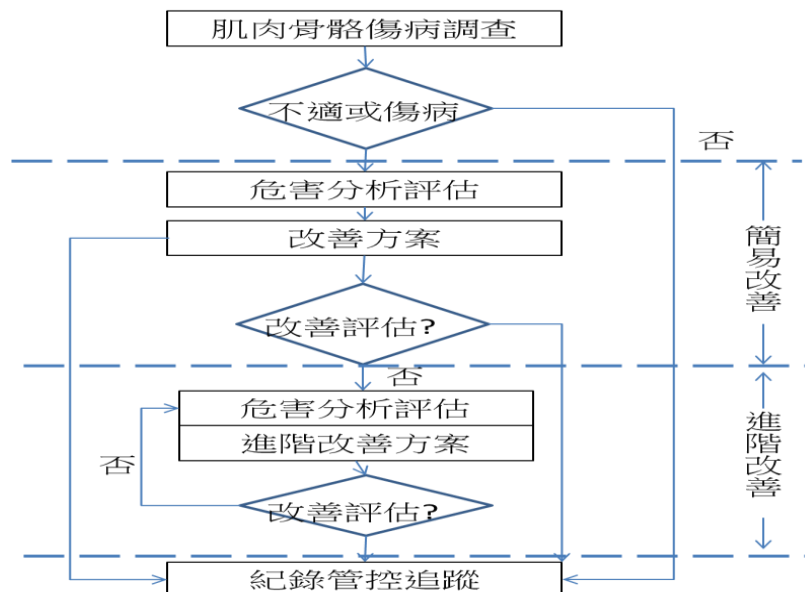 肌肉骨骼傷病調查
不適或傷病
否
危害分析評估
改善方案
簡易改善
改善評估?
否
危害分析評估
進階改善方案
否
進階改善
改善評估?
紀錄管控追蹤